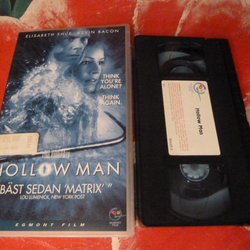 ELISABETH SHUE KEVIN BACON
THINK
YOU'RE
ALONE?
THINK
AGAIN.
HOLLOW MAN
'BÄST SEDAN 'MATRIX' "
LOU LUMENICK, NEW YORK POST
EGMONT FILM
Hollow Man